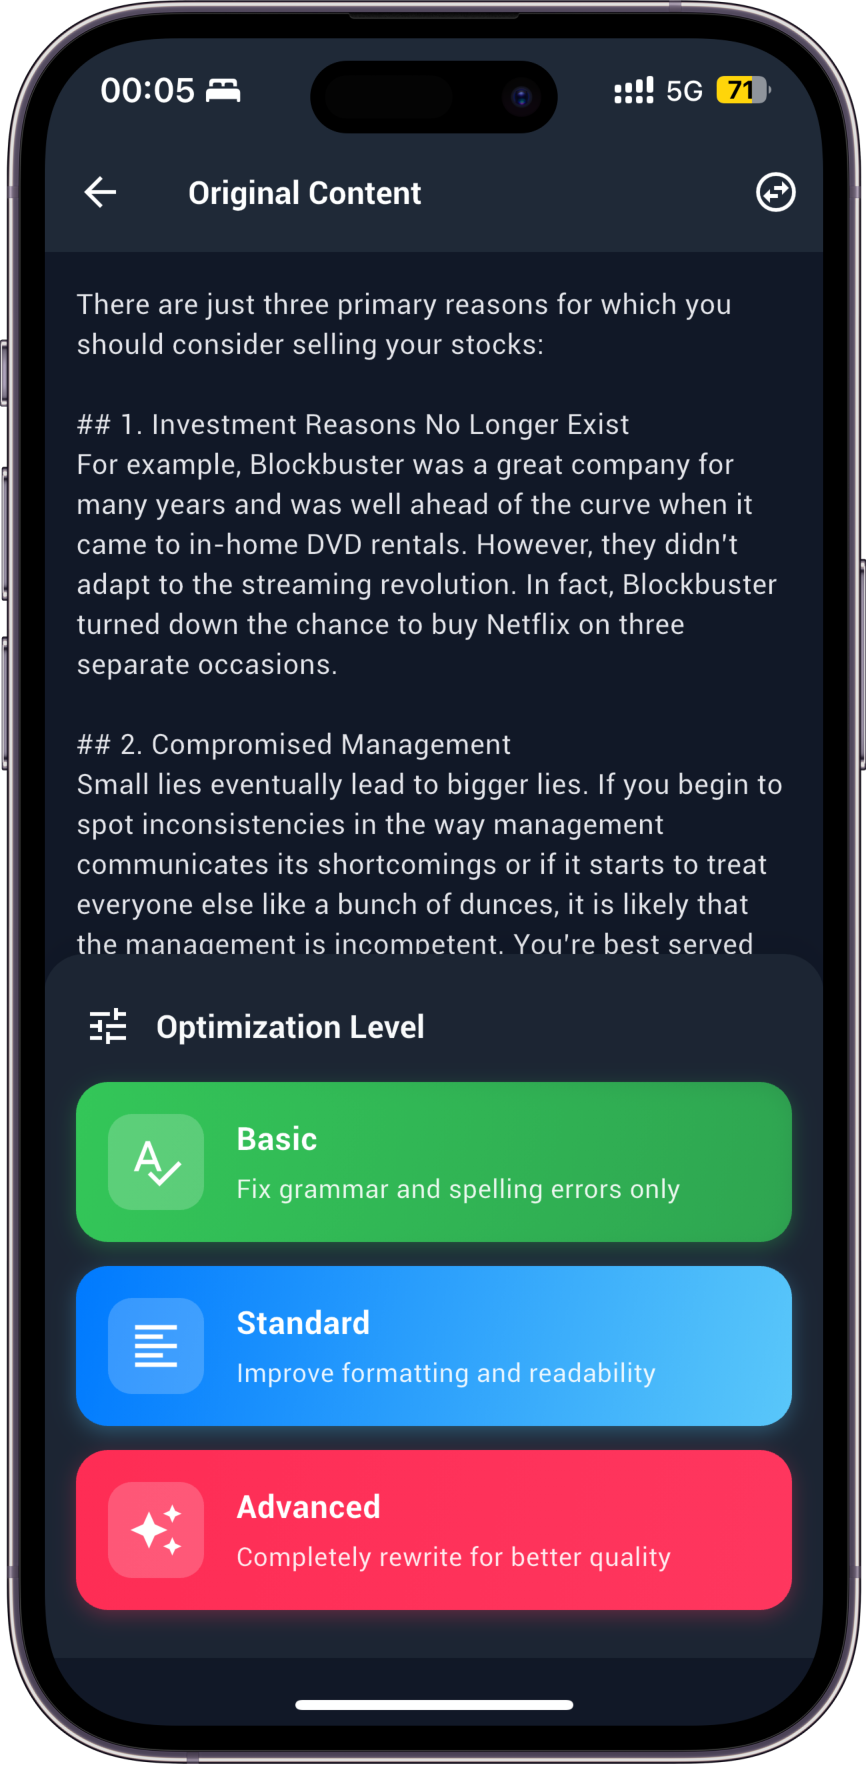 00:05
5G
71
Original Content
There are just three primary reasons for which you
should consider selling your stocks:
## 1. Investment Reasons No Longer Exist
For example, Blockbuster was a great company for
many years and was well ahead of the curve when it
came to in-home DVD rentals. However, they didn't
adapt to the streaming revolution. In fact, Blockbuster
turned down the chance to buy Netflix on three
separate occasions.
## 2. Compromised Management
Small lies eventually lead to bigger lies. If you begin to
spot inconsistencies in the way management
communicates its shortcomings or if it starts to treat
everyone else like a bunch of dunces, it is likely that
the management is incompetent. You're best served
Optimization Level
Basic
Fix grammar and spelling errors only
Standard
Improve formatting and readability
Advanced
Completely rewrite for better quality